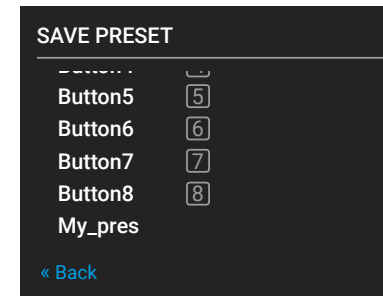 SAVE PRESET
Button5 5
Button6 6
Button7 7
Button8 8
My_pres
« Back